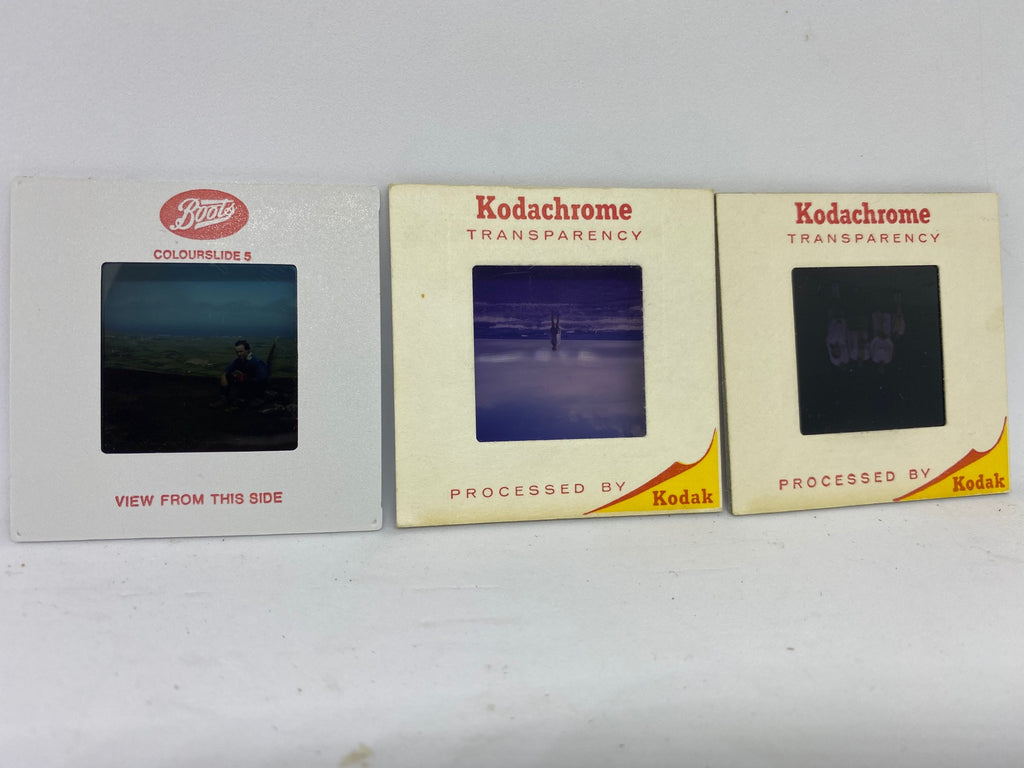 Boots
COLOURSLIDE 5
VIEW FROM THIS SIDE
Kodachrome
TRANSPARENCY
PROCESSED BY
Kodak
Kodachrome
TRANSPARENCY
PROCESSED BY
Kodak